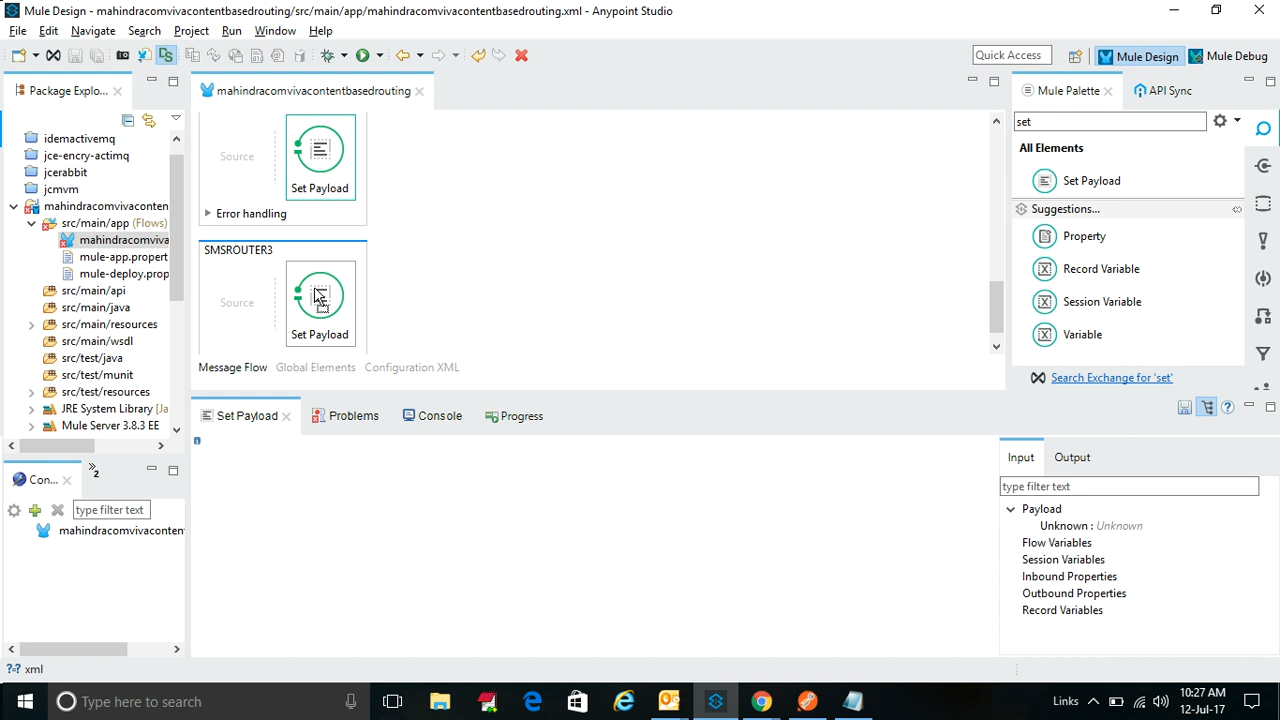 Mule Design - mahindracomvivacontentbasedrouting/src/main/app/mahindracomvivacontentbasedrouting.xml - Anypoint Studio
File Edit Navigate Search Project Run Window Help
Quick Access
Mule Design
Mule Debug
Package Explo...
idemactivemq
jce-encry-actimq
jcerabbit
jcmvm
mahindracomvivaconten
src/main/app (Flows)
mahindracomviva
mule-app.propert
mule-deploy.prop
src/main/api
src/main/java
src/main/resources
src/main/wsdl
src/test/java
src/test/munit
src/test/resources
JRE System Library [Ja
Mule Server 3.8.3 EE
mahindracomvivacontentbasedrouting
Source
Set Payload
Error handling
SMSROUTER3
Source
Set Payload
Message Flow Global Elements Configuration XML
Mule Palette
API Sync
set
All Elements
Set Payload
Suggestions...
Property
Record Variable
Session Variable
Variable
Search Exchange for 'set'
Con...
2
type filter text
mahindracomvivaconten
Set Payload
Problems
Console
Progress
Input
Output
type filter text
Payload
Unknown : Unknown
Flow Variables
Session Variables
Inbound Properties
Outbound Properties
Record Variables
xml
Type here to search
Links
10:27 AM
12-Jul-17